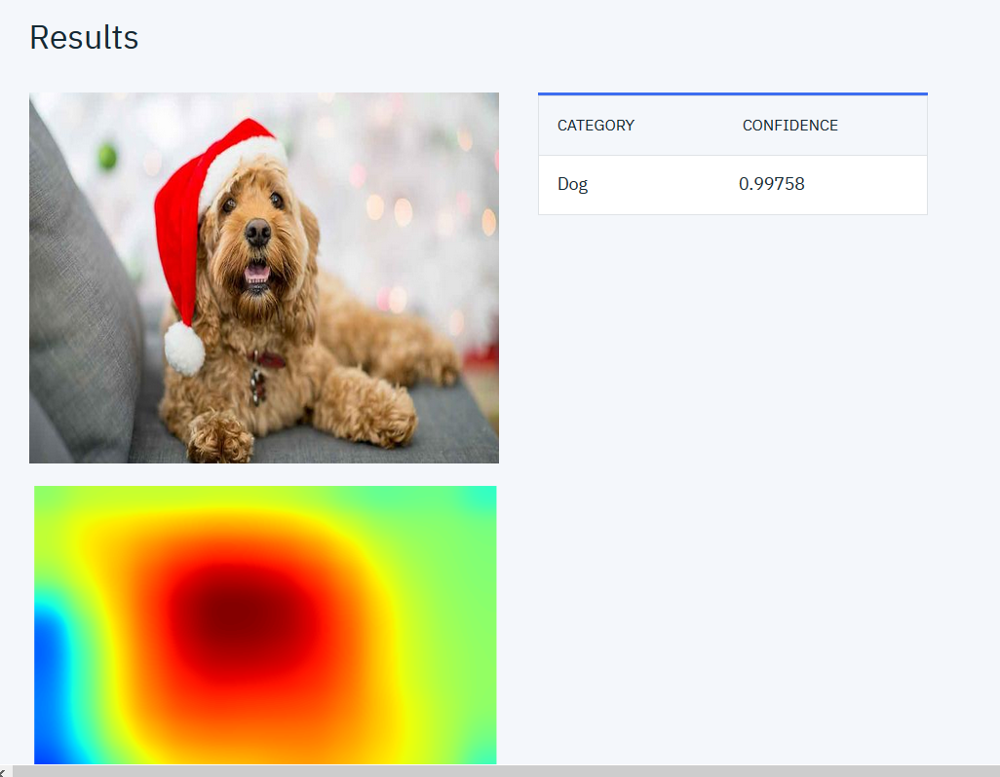 Results
CATEGORY CONFIDENCE
Dog 0.99758